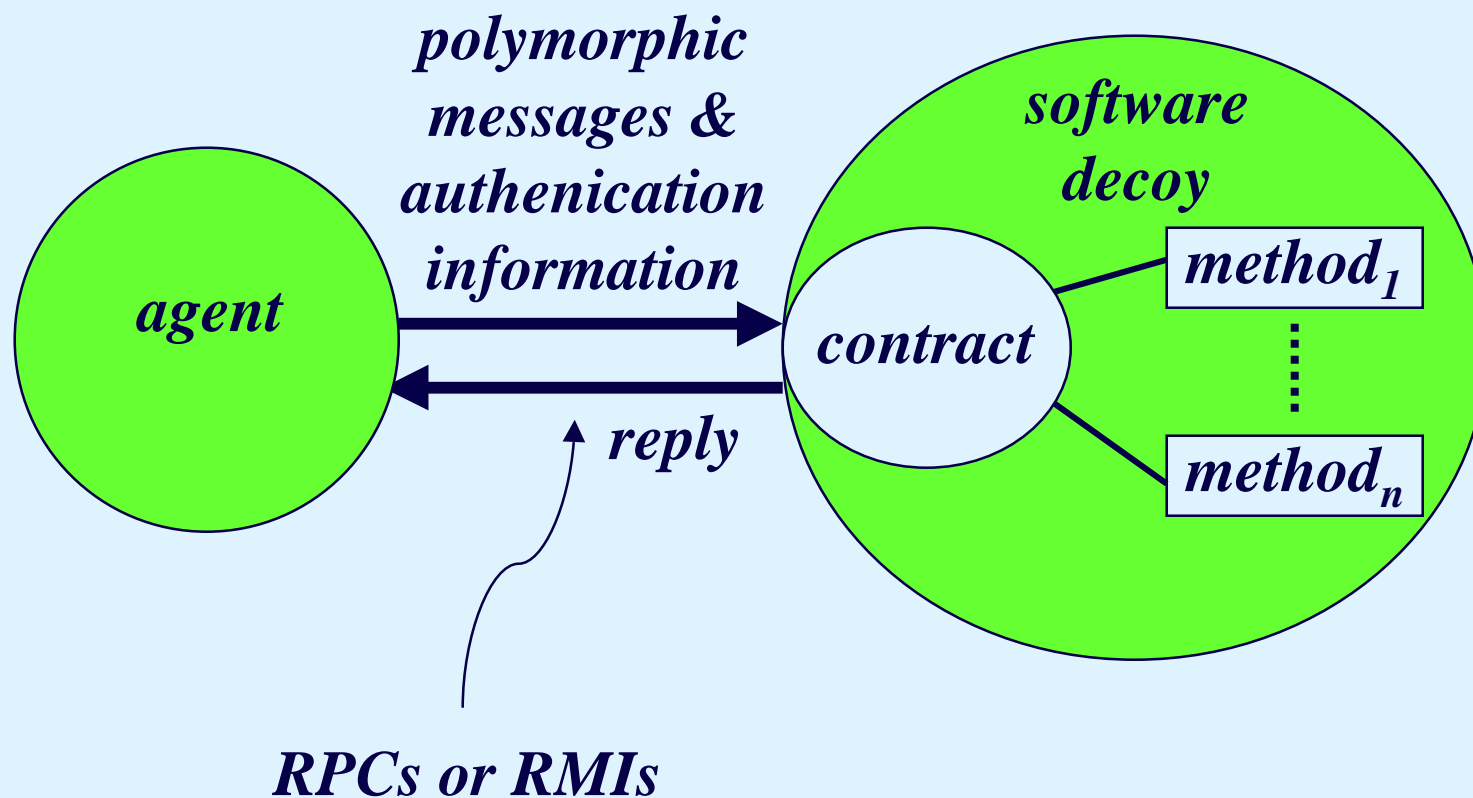 polymorphic
messages &
authenication
information
agent
software
decoy
contract
method1
methodn
reply
RPCs or RMIs